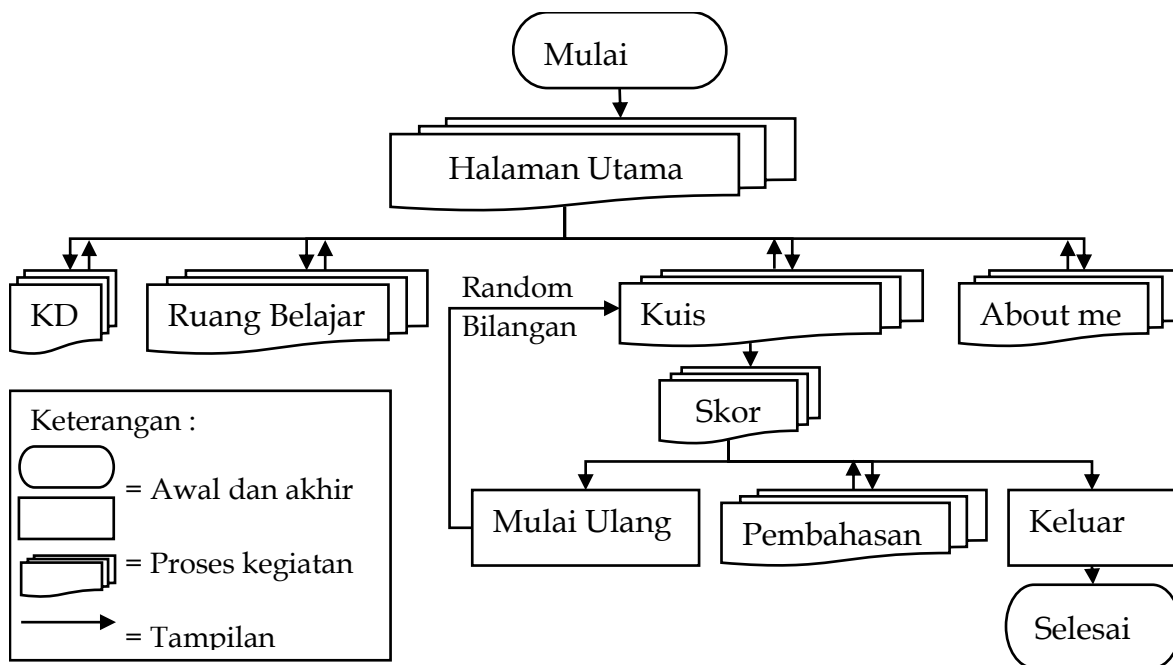 Mulai
Halaman Utama
KD
Ruang Belajar
Random
Bilangan
Kuis
About me
Skor
Mulai Ulang
Pembahasan
Keluar
Selesai
Keterangan :
= Awal dan akhir
= Proses kegiatan
= Tampilan